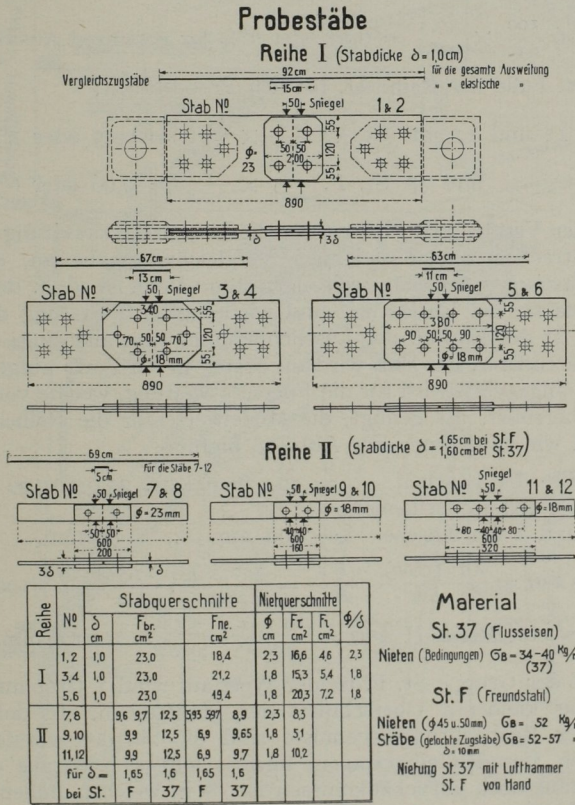 Probestäbe
Reihe I (Stabdicke δ = 1,0 cm)
92 cm
für die gesamte Ausweitung
" " elastische "
15 cm
Vergleichszugstäbe
Stab № 50 Spiegel 1 & 2
ϕ = 23
50 50
200
55
120
55
890
δ
3δ
67 cm
13 cm
63 cm
11 cm
Stab № 50 Spiegel 3 & 4
340
70 50 50 70
ϕ = 18 mm
55
120
55
890
Stab № 50 Spiegel 5 & 6
380
90 50 50 90
ϕ = 18 mm
55
120
55
890
Reihe II (Stabdicke δ = 1,65 cm bei St. F
1,60 cm bei St. 37)
69 cm
5 cm
Für die Stäbe 7-12
Stab № 50 Spiegel 7 & 8
ϕ = 23 mm
50 50
600
200
3δ
δ
Stab № 50 Spiegel 9 & 10
ϕ = 18 mm
40 40
600
160
Stab № Spiegel 50 11 & 12
ϕ = 18 mm
80 40 40 80
600
320
Reihe № Stabquerschnitte Nietquerschnitte ϕ/δ
δ cm Fbr. cm² Fne. cm² ϕ cm Fτ cm² Fι cm²
I 1,2 1,0 23,0 18,4 2,3 16,6 4,6 2,3
3,4 1,0 23,0 21,2 1,8 15,3 5,4 1,8
5,6 1,0 23,0 19,4 1,8 20,3 7,2 1,8
II 7,8 9,6 9,7 12,5 5,93 5,97 8,9 2,3 8,3
9,10 9,9 12,5 6,9 9,65 1,8 5,1
11,12 9,9 12,5 6,9 9,7 1,8 10,2
für δ = 1,65 1,6 1,65 1,6
bei St. F 37 F 37
Material
St. 37 (Flusseisen)
Nieten (Bedingungen) GB = 34-40 Kg/
(37)
St. F (Freundstahl)
Nieten (ϕ 45 u. 50 mm) GB = 52 Kg/
Stäbe (gelochte Zugstäbe) GB = 52-57 "
δ = 10 mm
Nietung St. 37 mit Lufthammer
St. F von Hand